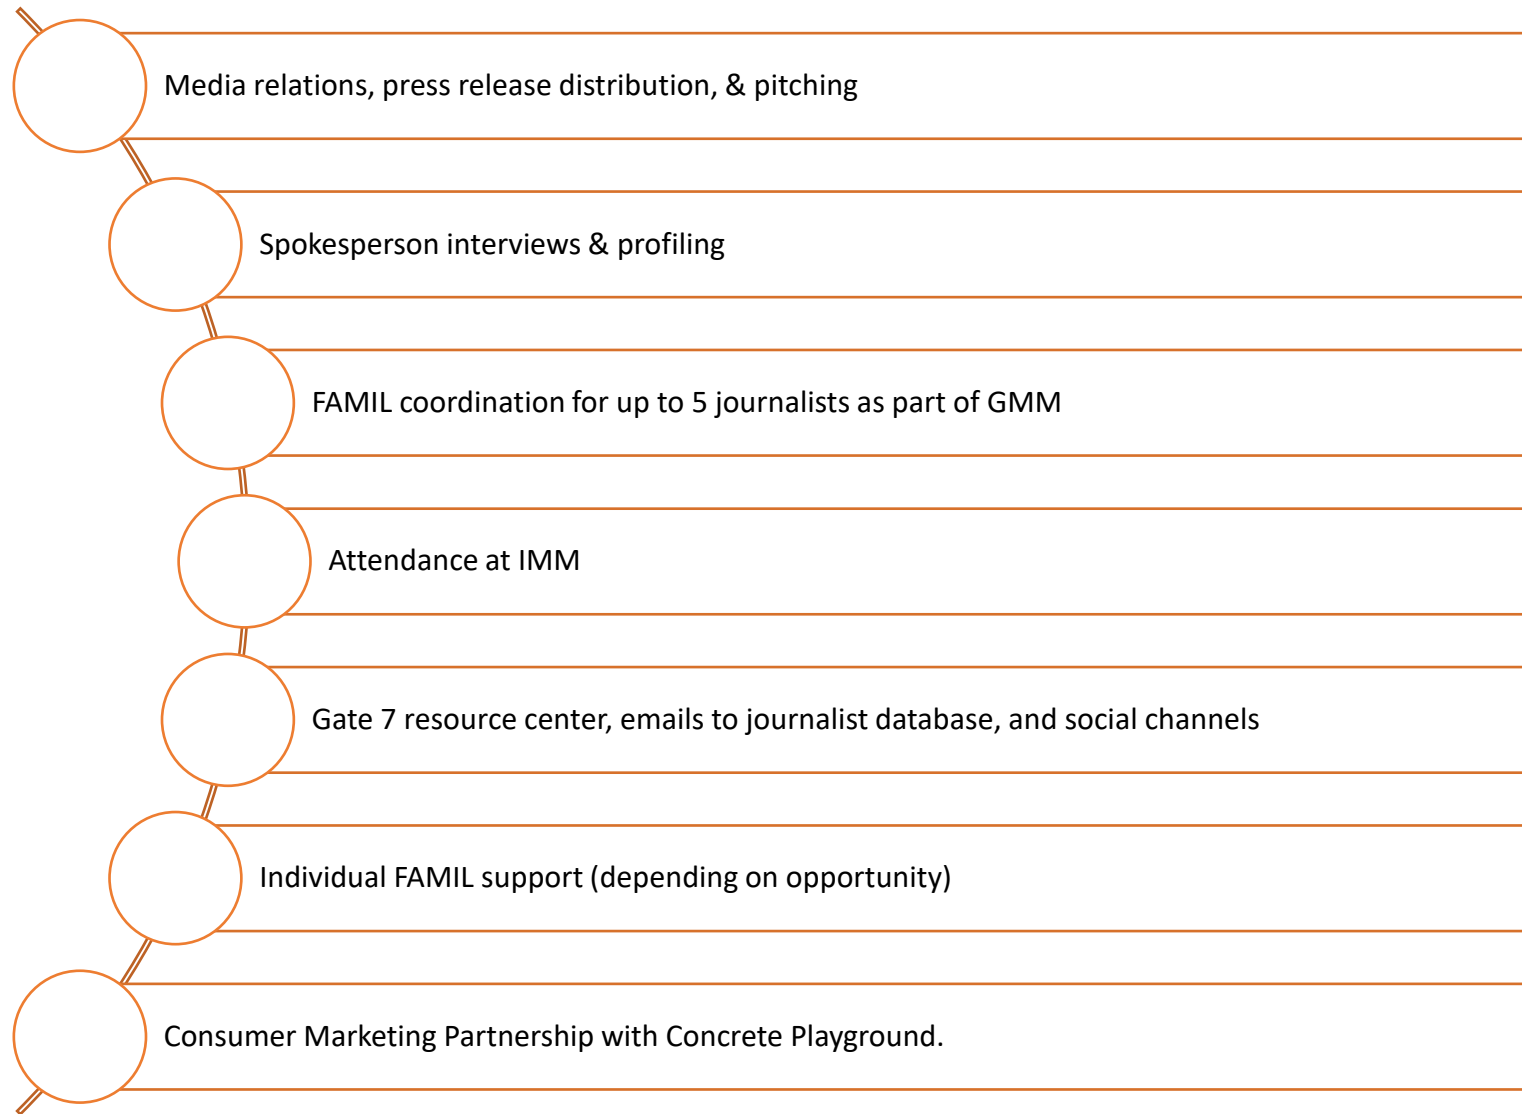 Media relations, press release distribution, & pitching
Spokesperson interviews & profiling
FAMIL coordination for up to 5 journalists as part of GMM
Attendance at IMM
Gate 7 resource center, emails to journalist database, and social channels
Individual FAMIL support (depending on opportunity)
Consumer Marketing Partnership with Concrete Playground.